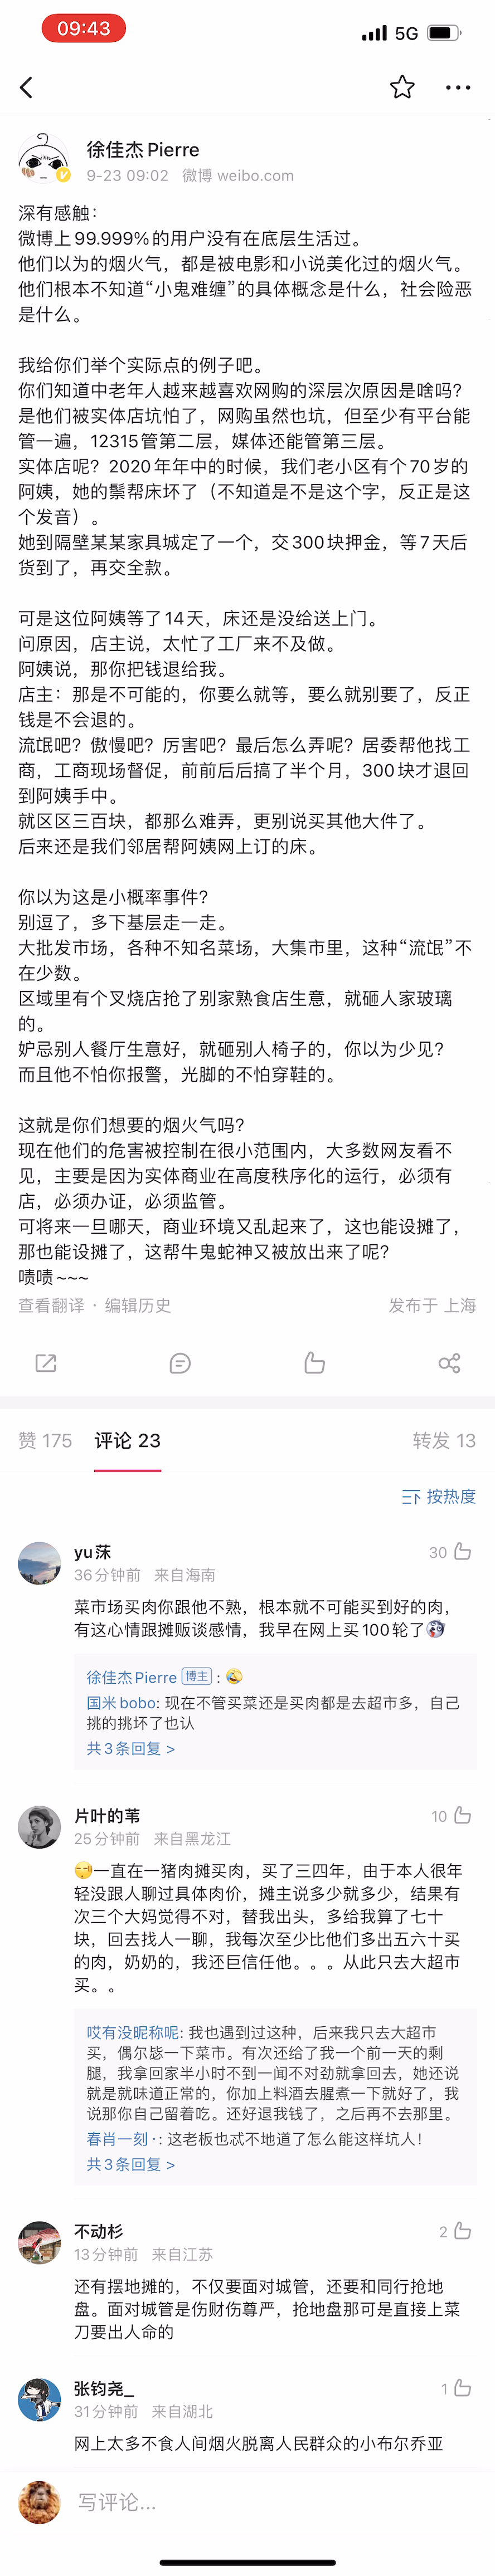 09:43
5G
徐佳杰Pierre
9-23 09:02 微博 weibo.com
深有感触：
微博上99.999%的用户没有在底层生活过。
他们以为的烟火气，都是被电影和小说美化过的烟火气。
他们根本不知道“小鬼难缠”的具体概念是什么，社会险恶
是什么。
我给你们举个实际点的例子吧。
你们知道中老年人越来越喜欢网购的深层次原因是啥吗？
是他们被实体店坑怕了，网购虽然也坑，但至少有平台能
管一遍，12315管第二层，媒体还能管第三层。
实体店呢？2020年年中的时候，我们老小区有个70岁的
阿姨，她的鬃帮床坏了（不知道是不是这个字，反正是这
个发音）。
她到隔壁某某家具城定了一个，交300块押金，等7天后
货到了，再交全款。
可是这位阿姨等了14天，床还是没给送上门。
问原因，店主说，太忙了工厂来不及做。
阿姨说，那你把钱退给我。
店主：那是不可能的，你要么就等，要么就别要了，反正
钱是不会退的。
流氓吧？傲慢吧？厉害吧？最后怎么弄呢？居委帮他找工
商，工商现场督促，前前后后搞了半个月，300块才退回
到阿姨手中。
就区区三百块，都那么难弄，更别说买其他大件了。
后来还是我们邻居帮阿姨网上订的床。
你以为这是小概率事件？
别逗了，多下基层走一走。
大批发市场，各种不知名菜场，大集市里，这种“流氓”不
在少数。
区域里有个叉烧店抢了别家熟食店生意，就砸人家玻璃
的。
妒忌别人餐厅生意好，就砸别人椅子的，你以为少见？
而且他不怕你报警，光脚的不怕穿鞋的。
这就是你们想要的烟火气吗？
现在他们的危害被控制在很小范围内，大多数网友看不
见，主要是因为实体商业在高度秩序化的运行，必须有
店，必须办证，必须监管。
可将来一旦哪天，商业环境又乱起来了，这也能设摊了，
那也能设摊了，这帮牛鬼蛇神又被放出来了呢？
啧啧~~~
查看翻译 · 编辑历史 发布于 上海
赞 175 评论 23 转发 13
按热度
yu莯 30
36分钟前 来自海南
菜市场买肉你跟他不熟，根本就不可能买到好的肉，
有这心情跟摊贩谈感情，我早在网上买100轮了
徐佳杰Pierre 博主 :
国米bobo: 现在不管买菜还是买肉都是去超市多，自己
挑的挑坏了也认
共3条回复 >
片叶的苇 10
25分钟前 来自黑龙江
一直在一猪肉摊买肉，买了三四年，由于本人很年
轻没跟人聊过具体肉价，摊主说多少就多少，结果有
次三个大妈觉得不对，替我出头，多给我算了七十
块，回去找人一聊，我每次至少比他们多出五六十买
的肉，奶奶的，我还巨信任他。。。从此只去大超市
买。。
哎有没昵称呢: 我也遇到过这种，后来我只去大超市
买，偶尔毖一下菜市。有次还给了我一个前一天的剩
腿，我拿回家半小时不到一闻不对劲就拿回去，她还说
就是就味道正常的，你加上料酒去腥煮一下就好了，我
说那你自己留着吃。还好退我钱了，之后再不去那里。
春肖一刻·: 这老板也忒不地道了怎么能这样坑人！
共3条回复 >
不动杉 2
13分钟前 来自江苏
还有摆地摊的，不仅要面对城管，还要和同行抢地
盘。面对城管是伤财伤尊严，抢地盘那可是直接上菜
刀要出人命的
张钧尧_ 1
31分钟前 来自湖北
网上太多不食人间烟火脱离人民群众的小布尔乔亚
写评论...